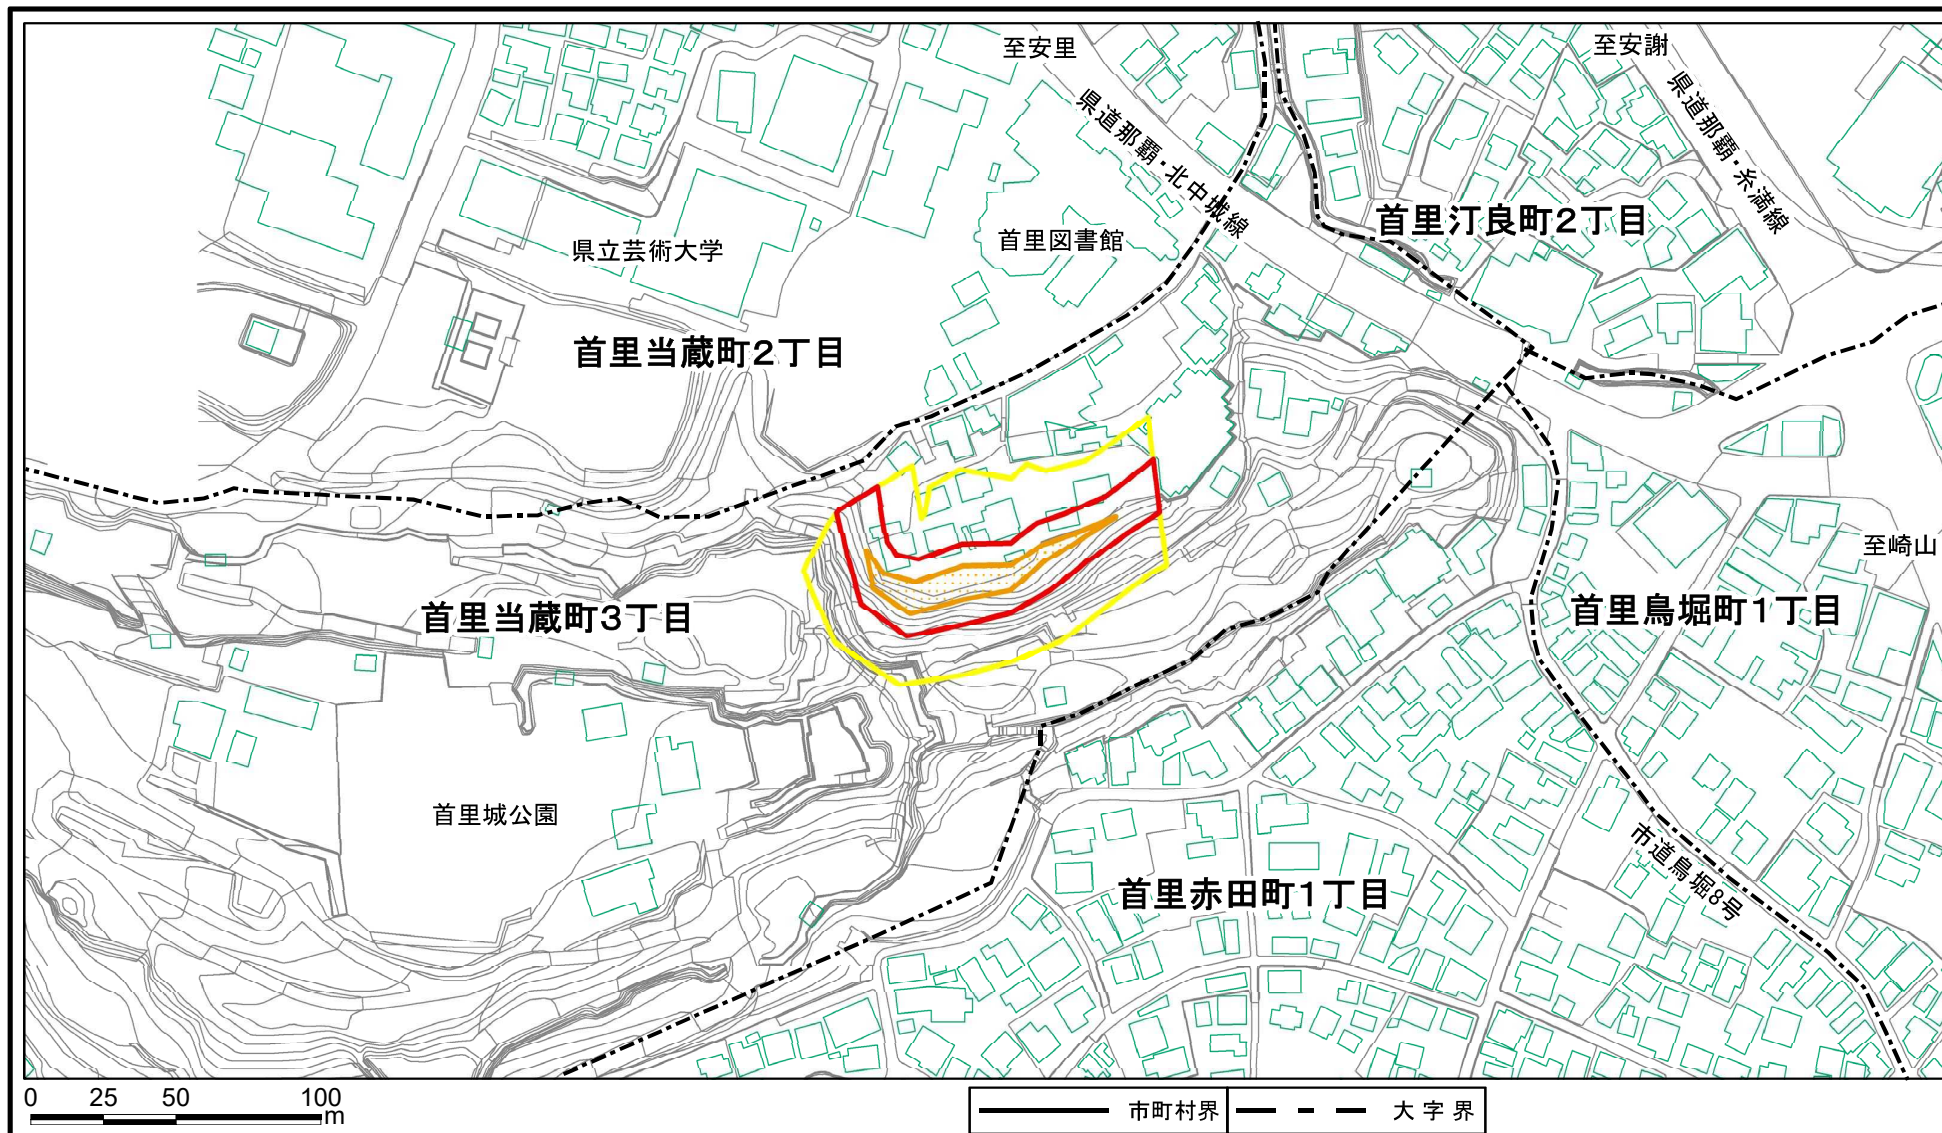 至安里
至安謝
県道那覇・北中城線
県道那覇・糸満線
首里汀良町2丁目
首里図書館
県立芸術大学
首里当蔵町2丁目
至崎山
首里鳥堀町1丁目
首里当蔵町3丁目
首里城公園
市道鳥堀8号
首里赤田町1丁目
0 25 50 100
m
市町村界
大字界